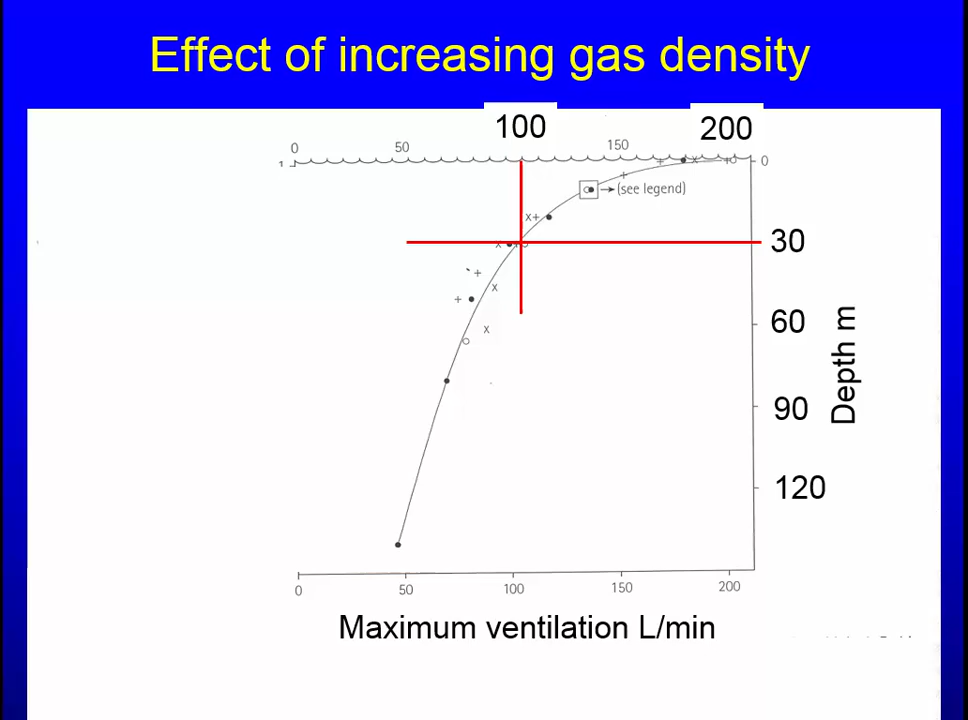 Effect of increasing gas density
100 200
0 50 150
1 0
(see legend)
30
60
90
120
Depth m
0 50 100 150 200
Maximum ventilation L/min